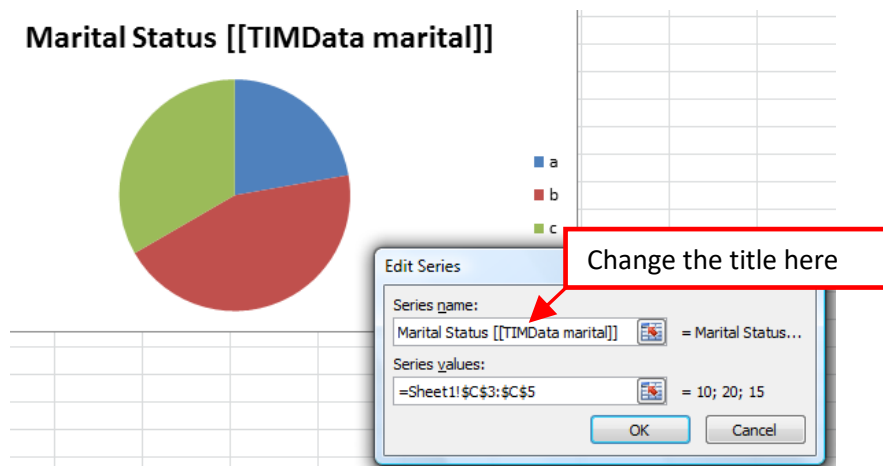 Marital Status [[TIMData marital]]
a
b
c
Change the title here
Edit Series
Series name:
Marital Status [[TIMData marital]] = Marital Status...
Series values:
=Sheet1!$C$3:$C$5 = 10; 20; 15
OK Cancel